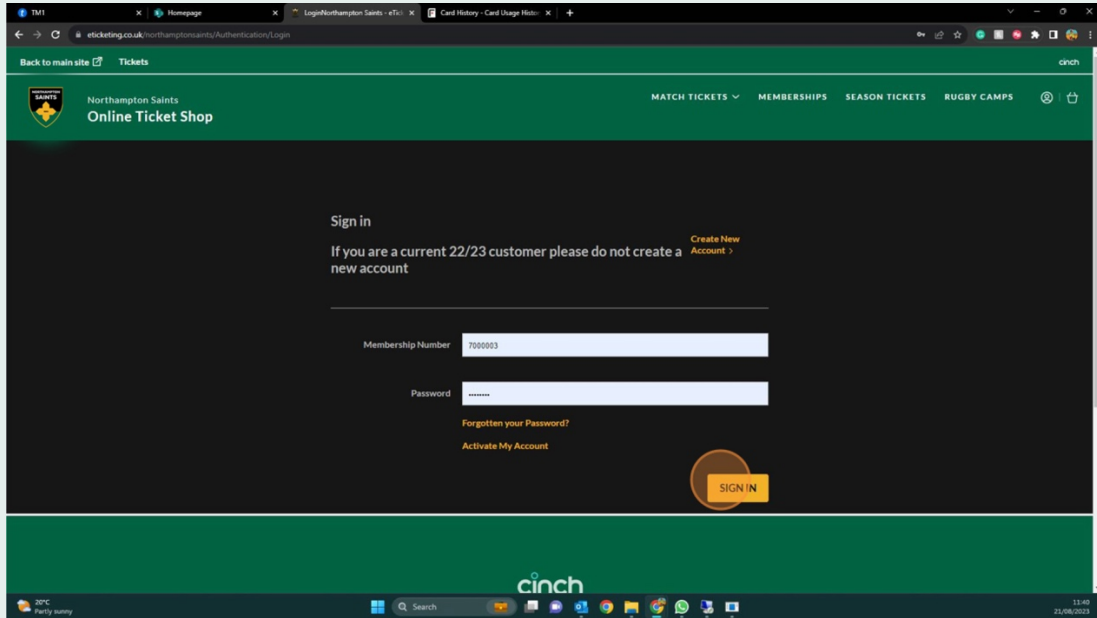 TM1
Homepage
LoginNorthampton Saints - eTick
Card History - Card Usage Histor
eticketing.co.uk/northamptonsaints/Authentication/Login
Back to main site Tickets cinch
NORTHAMPTON
SAINTS
Northampton Saints
Online Ticket Shop
MATCH TICKETS MEMBERSHIPS SEASON TICKETS RUGBY CAMPS
Sign in
If you are a current 22/23 customer please do not create a
new account
Create New
Account >
Membership Number 7000003
Password ········
Forgotten your Password?
Activate My Account
SIGN IN
cinch
20°C
Partly sunny
Search
11:40
21/08/2023